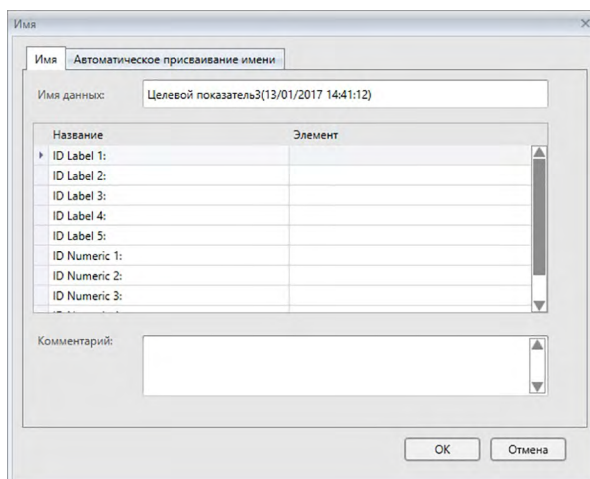 Имя
Имя Автоматическое присваивание имени
Имя данных: Целевой показатель3(13/01/2017 14:41:12)
Название Элемент
ID Label 1:
ID Label 2:
ID Label 3:
ID Label 4:
ID Label 5:
ID Numeric 1:
ID Numeric 2:
ID Numeric 3:
Комментарий:
OK Отмена